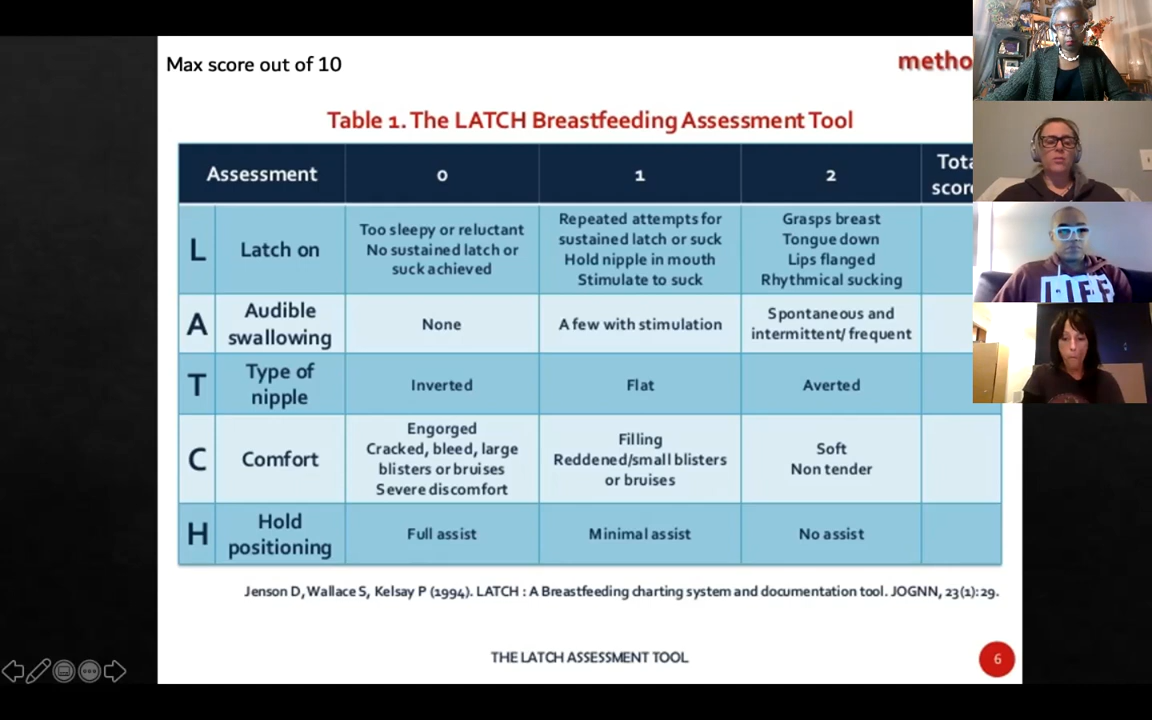 Max score out of 10
metho
Table 1. The LATCH Breastfeeding Assessment Tool
Assessment
0
1
2
Tota
score
L
Latch on
Too sleepy or reluctant
No sustained latch or
suck achieved
Repeated attempts for
sustained latch or suck
Hold nipple in mouth
Stimulate to suck
Grasps breast
Tongue down
Lips flanged
Rhythmical sucking
A
Audible
swallowing
None
A few with stimulation
Spontaneous and
intermittent/ frequent
T
Type of
nipple
Inverted
Flat
Averted
C
Comfort
Engorged
Cracked, bleed, large
blisters or bruises
Severe discomfort
Filling
Reddened/small blisters
or bruises
Soft
Non tender
H
Hold
positioning
Full assist
Minimal assist
No assist
Jenson D, Wallace S, Kelsay P (1994). LATCH : A Breastfeeding charting system and documentation tool. JOGNN, 23(1): 29.
THE LATCH ASSESSMENT TOOL
6